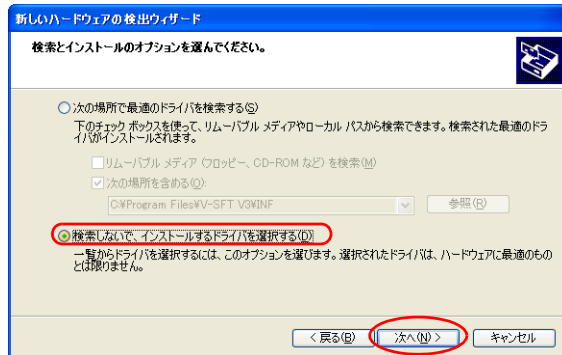 新しいハードウェアの検出ウィザード
検索とインストールのオプションを選んでください。
次の場所で最適のドライバを検索する(S)
下のチェック ボックスを使って、リムーバブル メディアやローカル パスから検索できます。検索された最適のドラ
イバがインストールされます。
リムーバブル メディア (フロッピー、CD-ROM など) を検索(M)
次の場所を含める(O):
C:¥Program Files¥V-SFT V3¥INF
参照(R)
検索しないで、インストールするドライバを選択する(D)
一覧からドライバを選択するには、このオプションを選びます。選択されたドライバは、ハードウェアに最適のもの
とは限りません。
< 戻る(B)
次へ(N) >
キャンセル